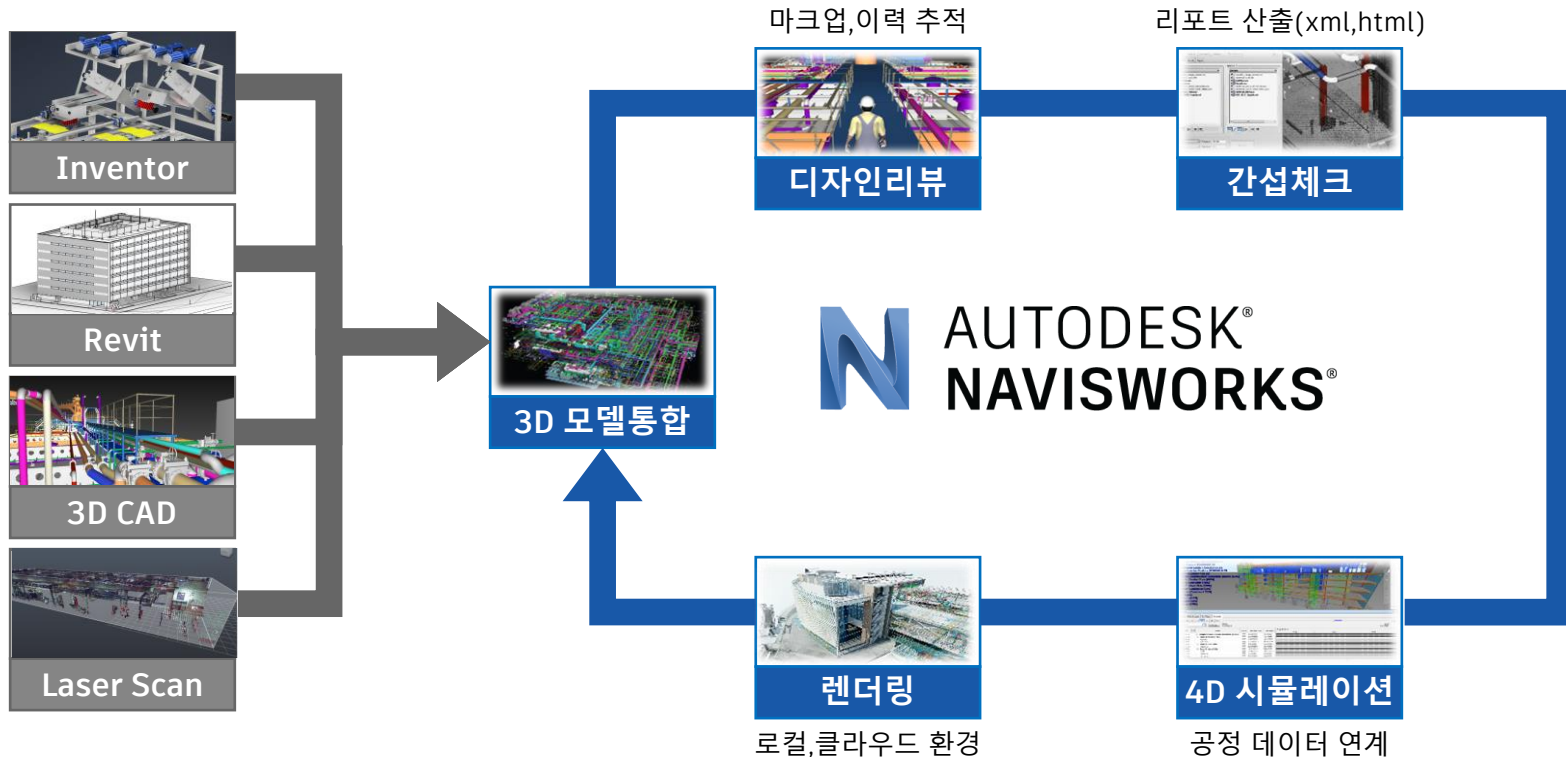 마크업,이력 추적
리포트 산출(xml,html)
Inventor
디자인리뷰
간섭체크
Revit
AUTODESK®
NAVISWORKS®
3D 모델통합
3D CAD
Laser Scan
렌더링
4D 시뮬레이션
로컬,클라우드 환경
공정 데이터 연계